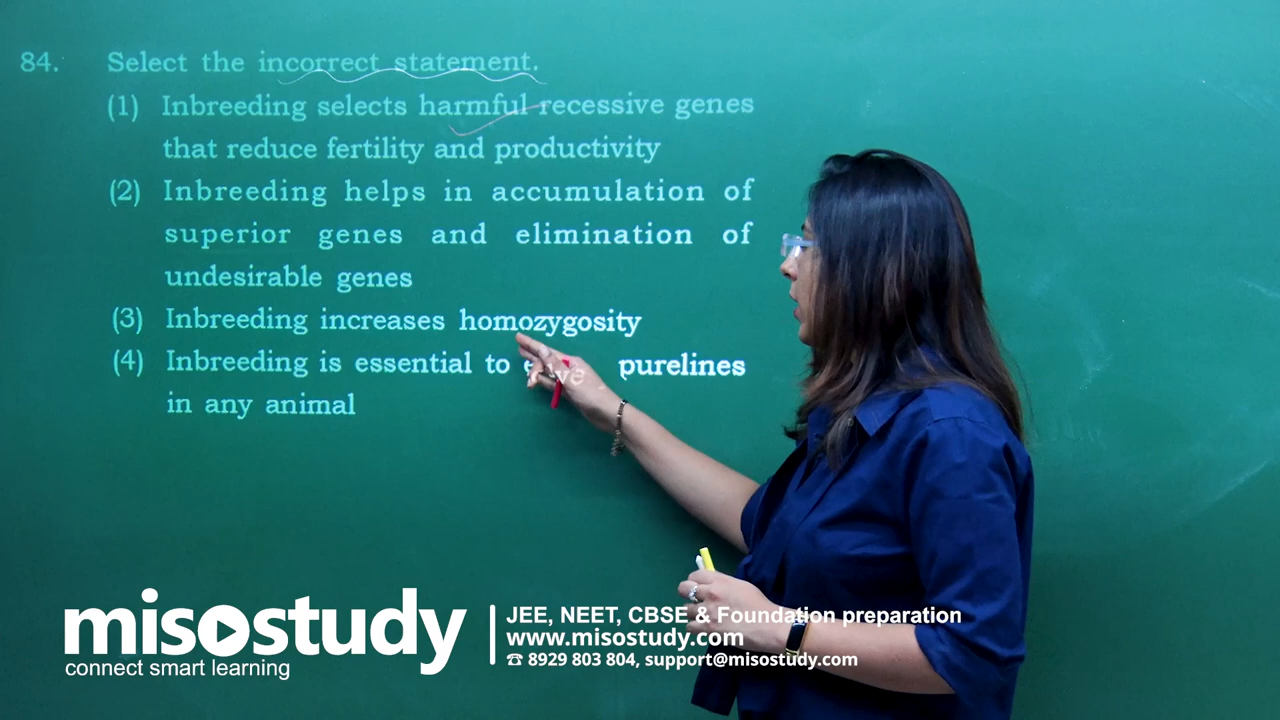 84. Select the incorrect statement.
(1) Inbreeding selects harmful recessive genes
that reduce fertility and productivity
(2) Inbreeding helps in accumulation of
superior genes and elimination of
undesirable genes
(3) Inbreeding increases homozygosity
(4) Inbreeding is essential to purelines
in any animal
misostudy
connect smart learning
JEE, NEET, CBSE & Foundation preparation
www.misostudy.com
☎ 8929 803 804, support@misostudy.com